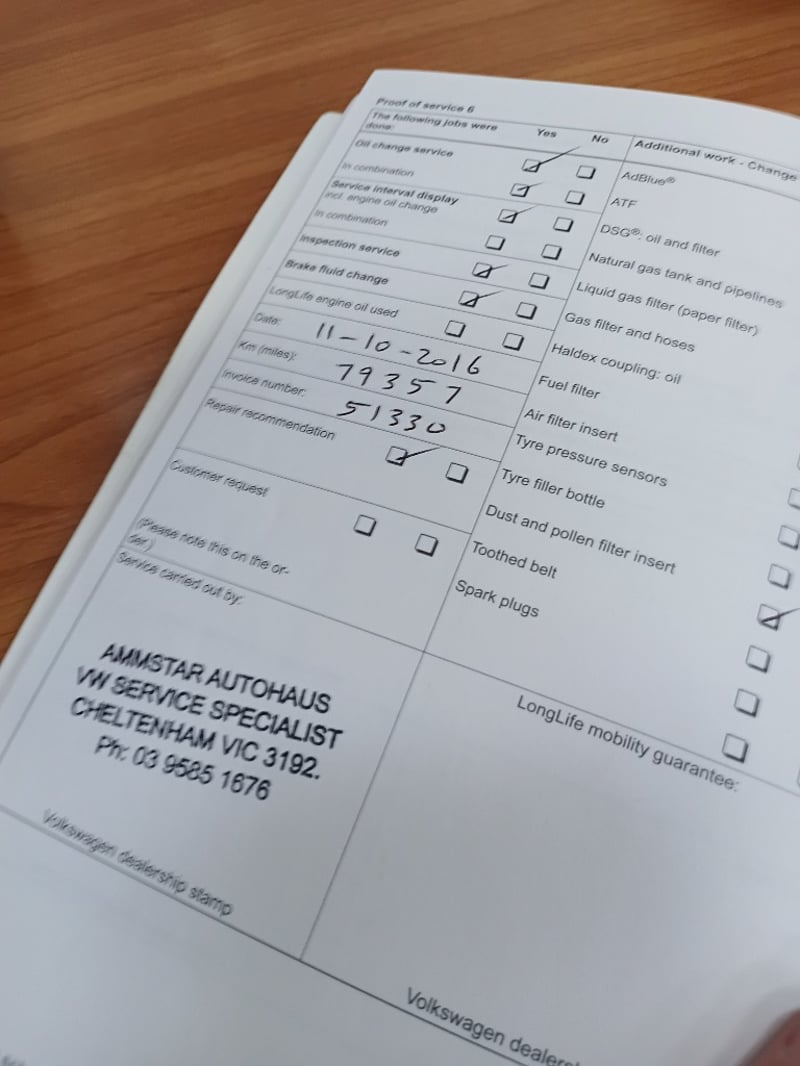 Proof of service 6
The following jobs were
done:
Yes
No
Oil change service
In combination
Service interval display
incl. engine oil change
In combination
Inspection service
Brake fluid change
LongLife engine oil used
Date:
11-10-2016
Km (miles):
79357
Invoice number:
51330
Repair recommendation
Customer request
(Please note this on the or-
der.)
Service carried out by:
AMMSTAR AUTOHAUS
VW SERVICE SPECIALIST
CHELTENHAM VIC 3192.
Ph: 03 9585 1676
Volkswagen dealership stamp
Additional work - Change
AdBlue®
ATF
DSG®: oil and filter
Natural gas tank and pipelines
Liquid gas filter (paper filter)
Gas filter and hoses
Haldex coupling: oil
Fuel filter
Air filter insert
Tyre pressure sensors
Tyre filler bottle
Dust and pollen filter insert
Toothed belt
Spark plugs
LongLife mobility guarantee:
Volkswagen dealers